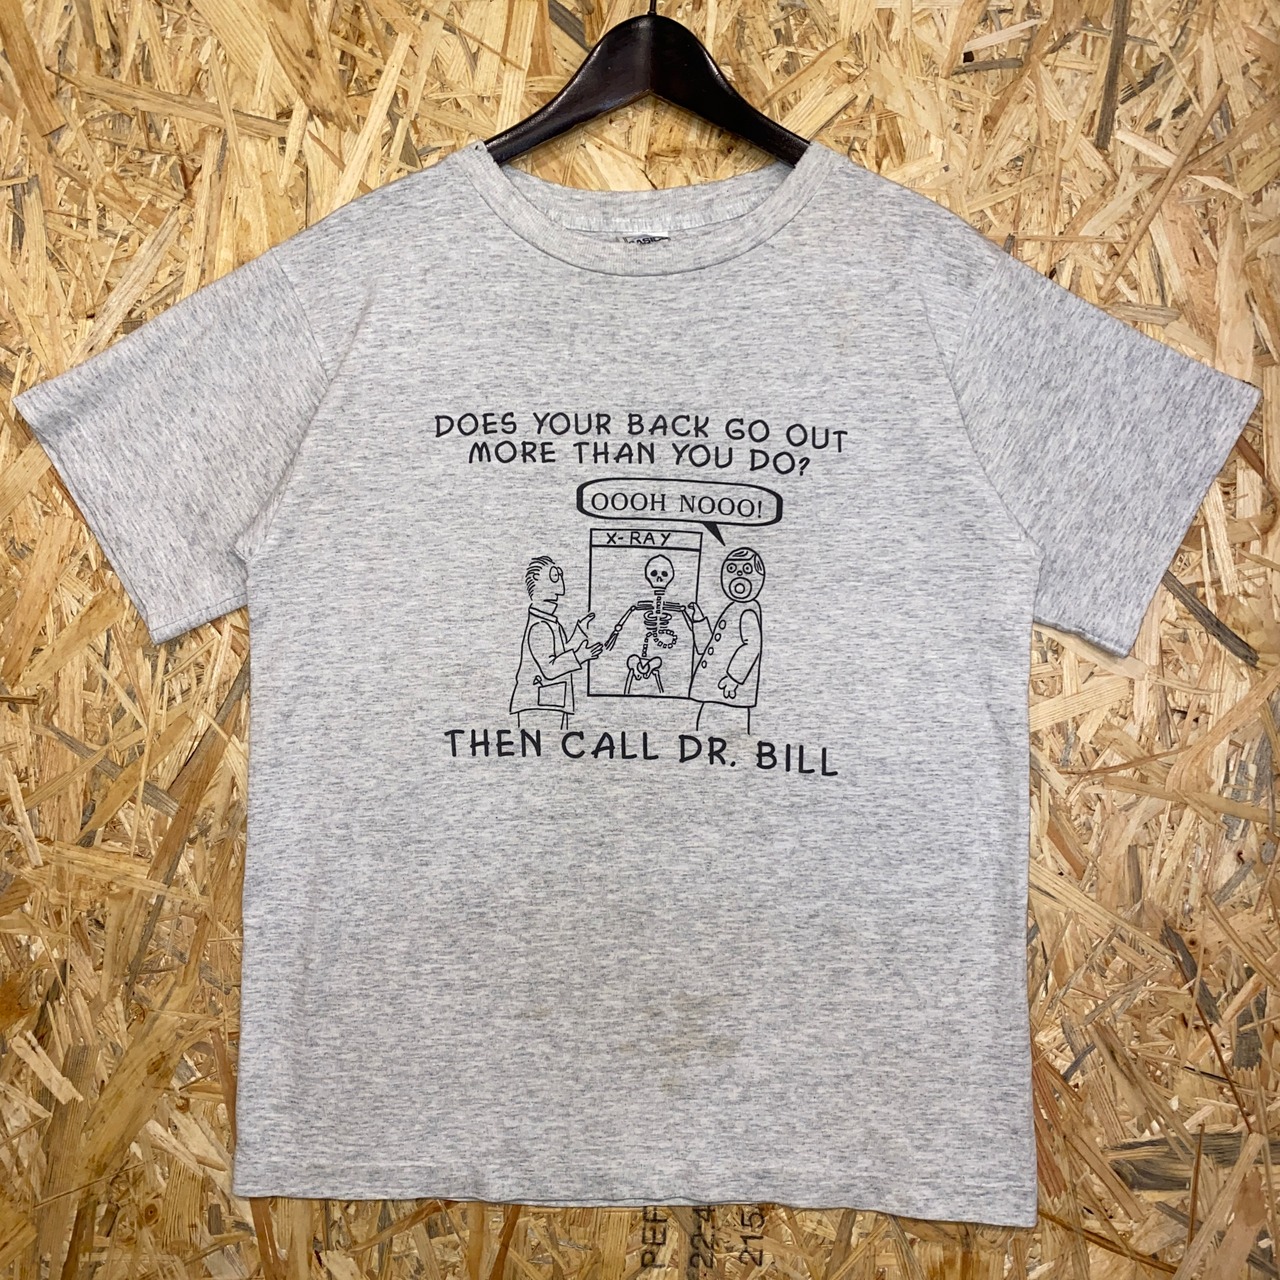 DOES YOUR BACK GO OUT
MORE THAN YOU DO?
OOOH NOOO!
X-RAY
THEN CALL DR. BILL